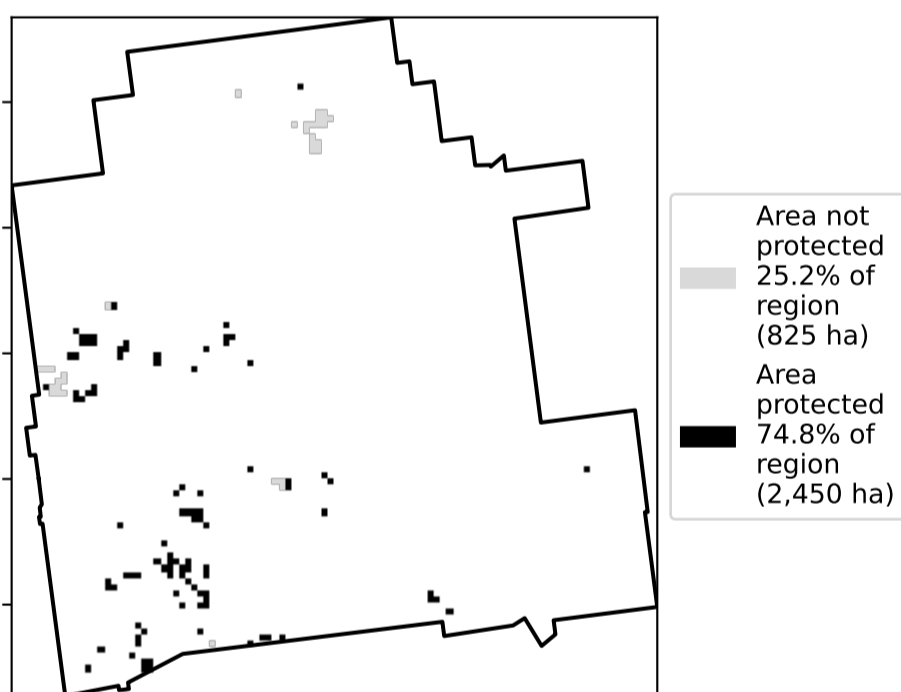 Area not
protected
25.2% of
region
(825 ha)
Area
protected
74.8% of
region
(2,450 ha)